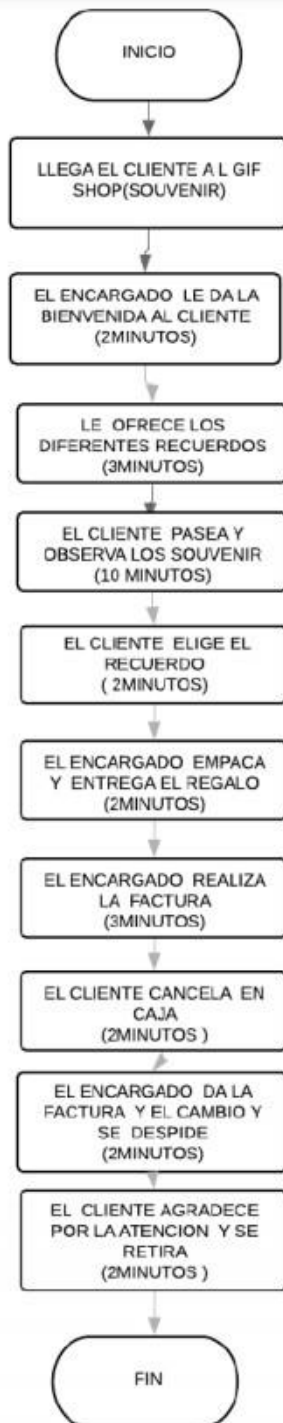 INICIO
LLEGA EL CLIENTE A L GIF
SHOP(SOUVENIR)
EL ENCARGADO LE DA LA
BIENVENIDA AL CLIENTE
(2MINUTOS)
LE OFRECE LOS
DIFERENTES RECUERDOS
(3MINUTOS)
EL CLIENTE PASEA Y
OBSERVA LOS SOUVENIR
(10 MINUTOS)
EL CLIENTE ELIGE EL
RECUERDO
( 2MINUTOS)
EL ENCARGADO EMPACA
Y ENTREGA EL REGALO
(2MINUTOS)
EL ENCARGADO REALIZA
LA FACTURA
(3MINUTOS)
EL CLIENTE CANCELA EN
CAJA
(2MINUTOS )
EL ENCARGADO DA LA
FACTURA Y EL CAMBIO Y
SE DESPIDE
(2MINUTOS)
EL CLIENTE AGRADECE
POR LA ATENCION Y SE
RETIRA
(2MINUTOS )
FIN